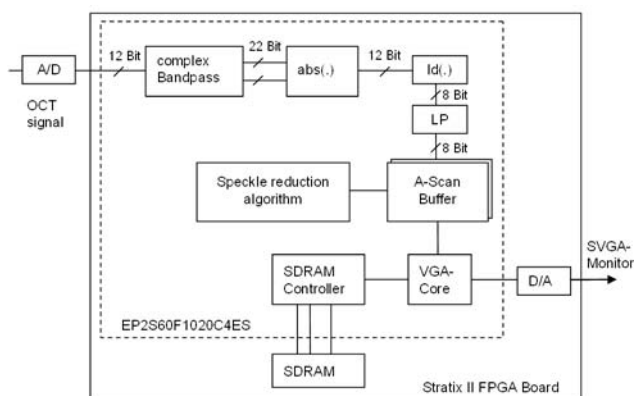 A/D
OCT
signal
12 Bit
complex
Bandpass
22 Bit
abs(.)
12 Bit
ld(.)
8 Bit
LP
8 Bit
Speckle reduction
algorithm
A-Scan
Buffer
SDRAM
Controller
VGA-
Core
D/A
SVGA-
Monitor
EP2S60F1020C4ES
SDRAM
Stratix II FPGA Board